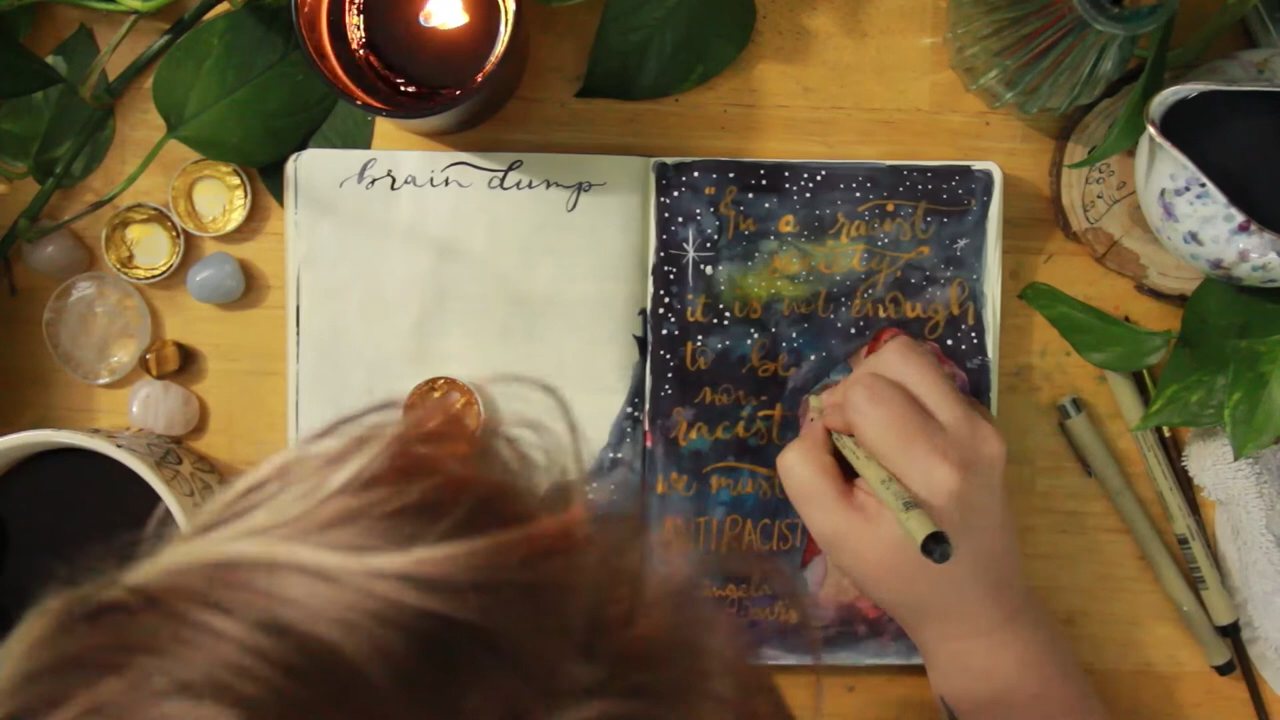 brain dump
"In a racist
society,
it is not enough
to be
non-
racist
we must
ANTIRACIST
angela
davis